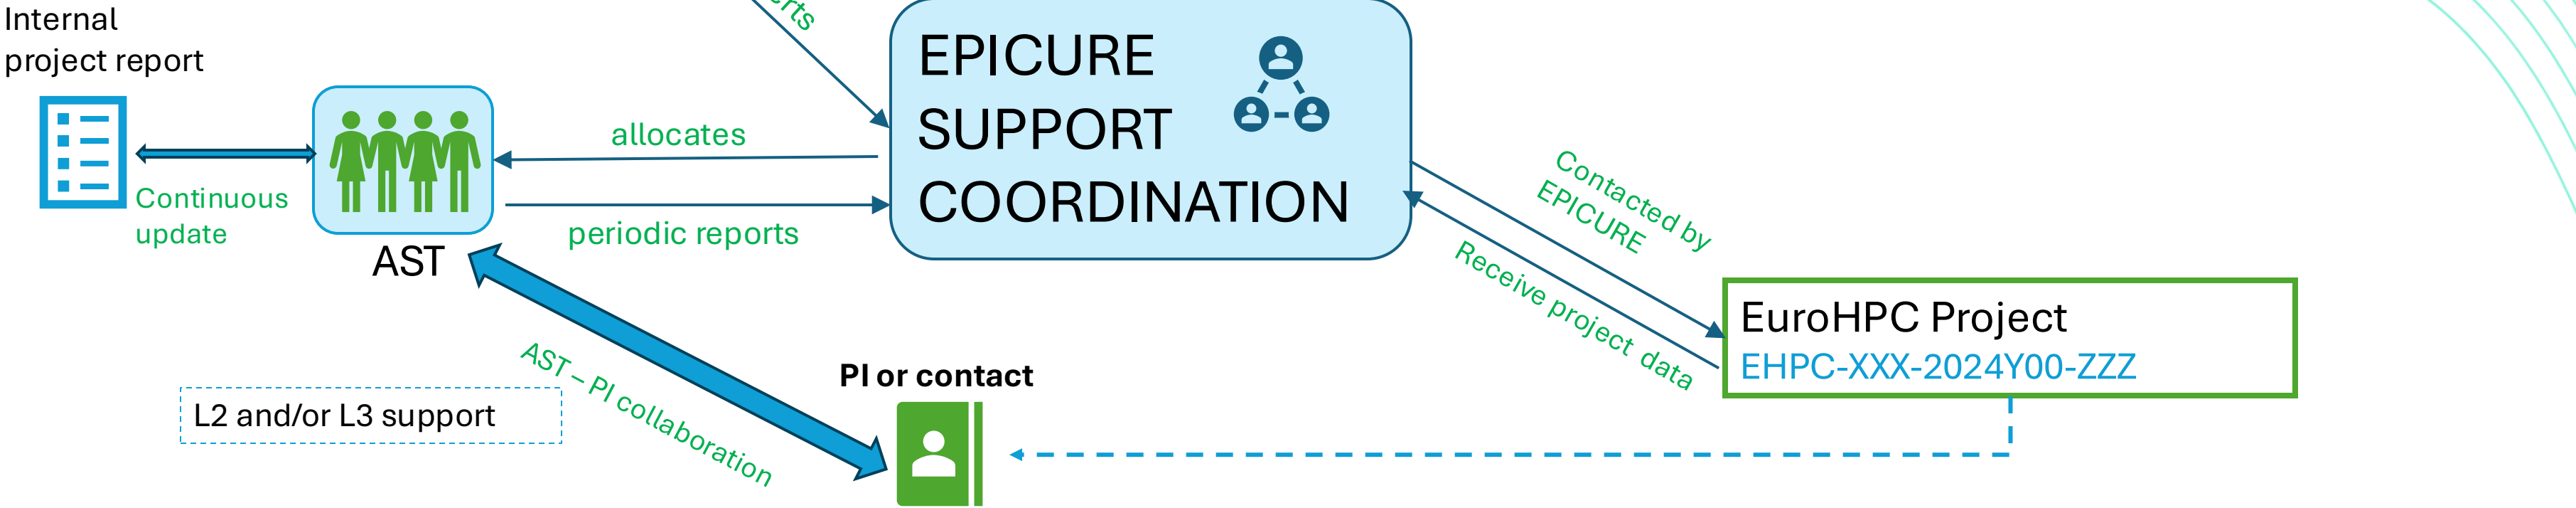 Internal
project report
EPICURE
SUPPORT
COORDINATION
allocates
Continuous
update
periodic reports
AST
Contacted by
EPICURE
Receive project data
EuroHPC Project
EHPC-XXX-2024Y00-ZZZ
AST – PI collaboration
PI or contact
L2 and/or L3 support